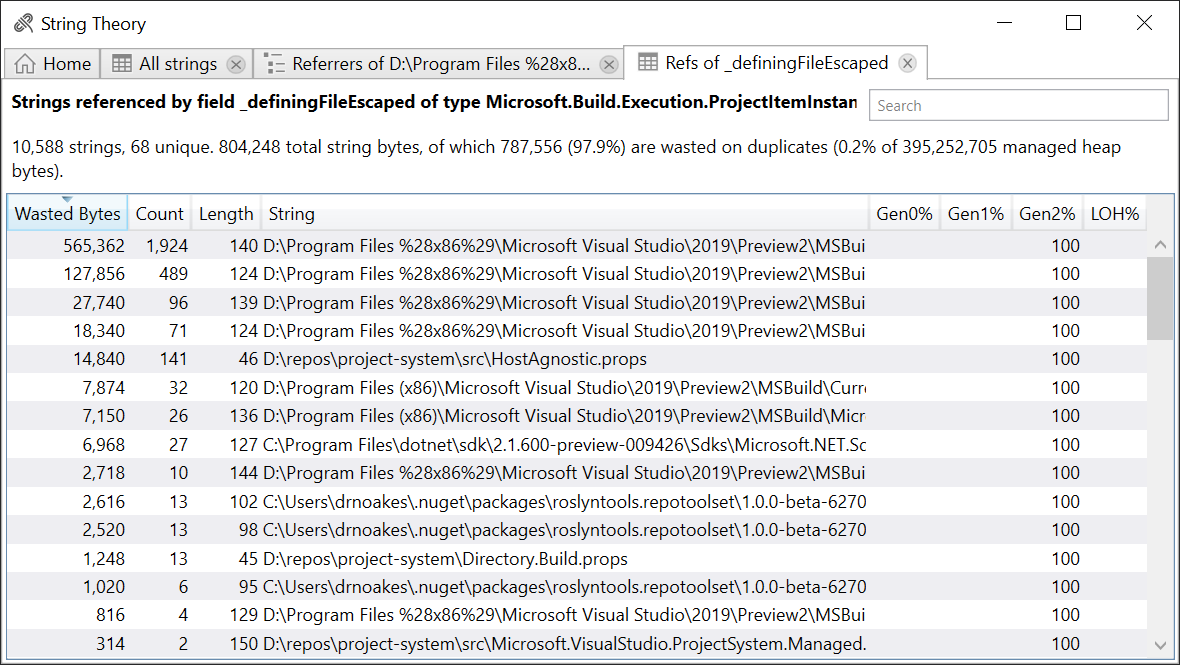 String Theory
Home All strings Referrers of D:\Program Files %28x8... Refs of _definingFileEscaped
Strings referenced by field _definingFileEscaped of type Microsoft.Build.Execution.ProjectItemInstan Search
10,588 strings, 68 unique. 804,248 total string bytes, of which 787,556 (97.9%) are wasted on duplicates (0.2% of 395,252,705 managed heap
bytes).
Wasted Bytes Count Length String Gen0% Gen1% Gen2% LOH%
565,362 1,924 140 D:\Program Files %28x86%29\Microsoft Visual Studio\2019\Preview2\MSBui 100
127,856 489 124 D:\Program Files %28x86%29\Microsoft Visual Studio\2019\Preview2\MSBui 100
27,740 96 139 D:\Program Files %28x86%29\Microsoft Visual Studio\2019\Preview2\MSBui 100
18,340 71 124 D:\Program Files %28x86%29\Microsoft Visual Studio\2019\Preview2\MSBui 100
14,840 141 46 D:\repos\project-system\src\HostAgnostic.props 100
7,874 32 120 D:\Program Files (x86)\Microsoft Visual Studio\2019\Preview2\MSBuild\Curr 100
7,150 26 136 D:\Program Files (x86)\Microsoft Visual Studio\2019\Preview2\MSBuild\Micr 100
6,968 27 127 C:\Program Files\dotnet\sdk\2.1.600-preview-009426\Sdks\Microsoft.NET.Sc 100
2,718 10 144 D:\Program Files %28x86%29\Microsoft Visual Studio\2019\Preview2\MSBui 100
2,616 13 102 C:\Users\drnoakes\.nuget\packages\roslyntools.repotoolset\1.0.0-beta-6270 100
2,520 13 98 C:\Users\drnoakes\.nuget\packages\roslyntools.repotoolset\1.0.0-beta-6270 100
1,248 13 45 D:\repos\project-system\Directory.Build.props 100
1,020 6 95 C:\Users\drnoakes\.nuget\packages\roslyntools.repotoolset\1.0.0-beta-6270 100
816 4 129 D:\Program Files %28x86%29\Microsoft Visual Studio\2019\Preview2\MSBui 100
314 2 150 D:\repos\project-system\src\Microsoft.VisualStudio.ProjectSystem.Managed. 100